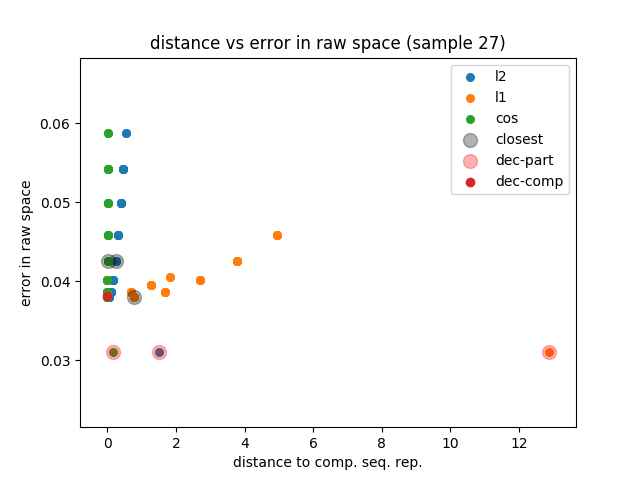 distance vs error in raw space (sample 27)
l2
l1
cos
closest
dec-part
dec-comp
0.06
0.05
0.04
0.03
error in raw space
0 2 4 6 8 10 12
distance to comp. seq. rep.